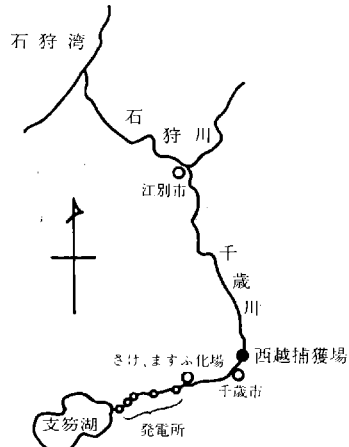 石狩湾
石狩川
江別市
千歳川
西越捕獲場
さけ、ますふ化場
千歳市
支笏湖
発電所